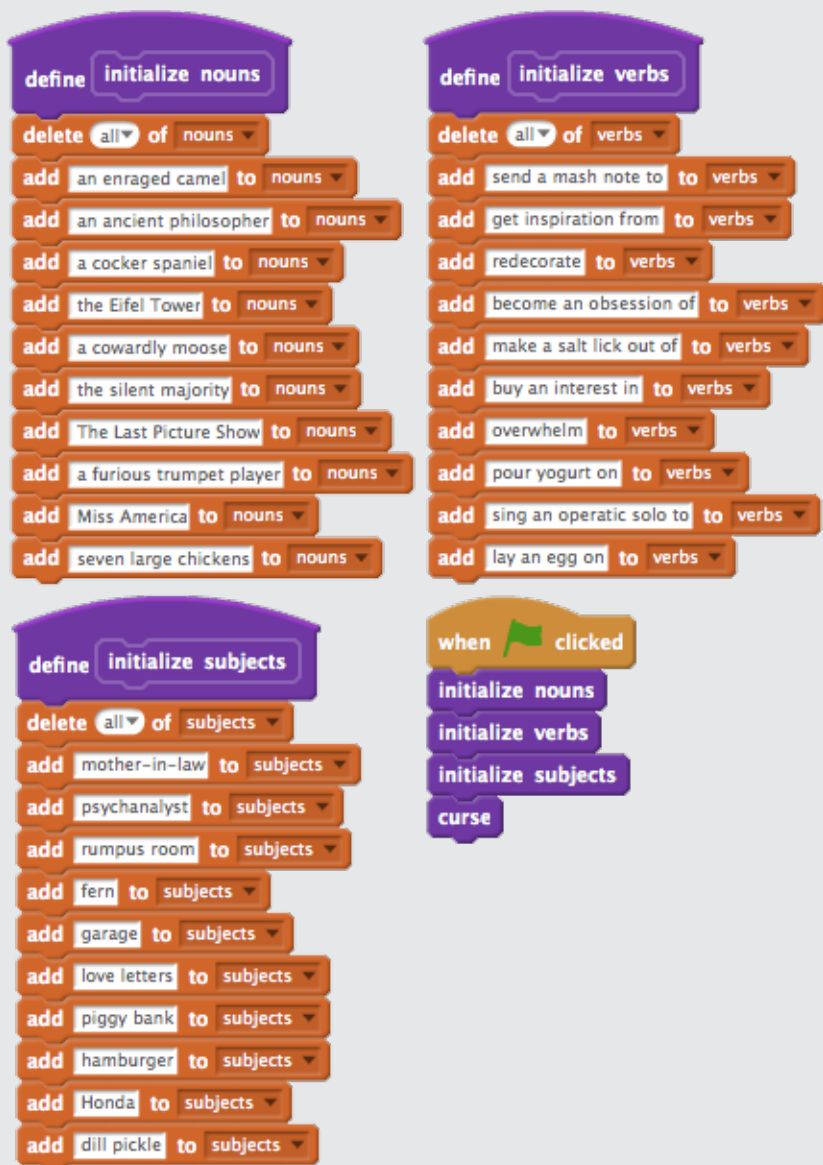 define initialize nouns
delete all of nouns
add an enraged camel to nouns
add an ancient philosopher to nouns
add a cocker spaniel to nouns
add the Eifel Tower to nouns
add a cowardly moose to nouns
add the silent majority to nouns
add The Last Picture Show to nouns
add a furious trumpet player to nouns
add Miss America to nouns
add seven large chickens to nouns
define initialize verbs
delete all of verbs
add send a mash note to to verbs
add get inspiration from to verbs
add redecorate to verbs
add become an obsession of to verbs
add make a salt lick out of to verbs
add buy an interest in to verbs
add overwhelm to verbs
add pour yogurt on to verbs
add sing an operatic solo to to verbs
add lay an egg on to verbs
define initialize subjects
delete all of subjects
add mother-in-law to subjects
add psychanalyst to subjects
add rumpus room to subjects
add fern to subjects
add garage to subjects
add love letters to subjects
add piggy bank to subjects
add hamburger to subjects
add Honda to subjects
add dill pickle to subjects
when clicked
initialize nouns
initialize verbs
initialize subjects
curse